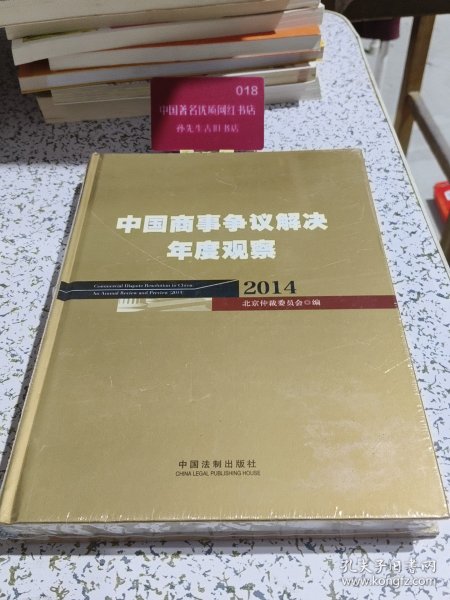 018
中国著名优质网红书店
孙先生古旧书店
中国商事争议解决
年度观察
2014
Commercial Dispute Resolution in China:
An Annual Review and Preview (2014)
北京仲裁委员会◎编
中国法制出版社
CHINA LEGAL PUBLISHING HOUSE
孔夫子旧书网
www.kongfz.com